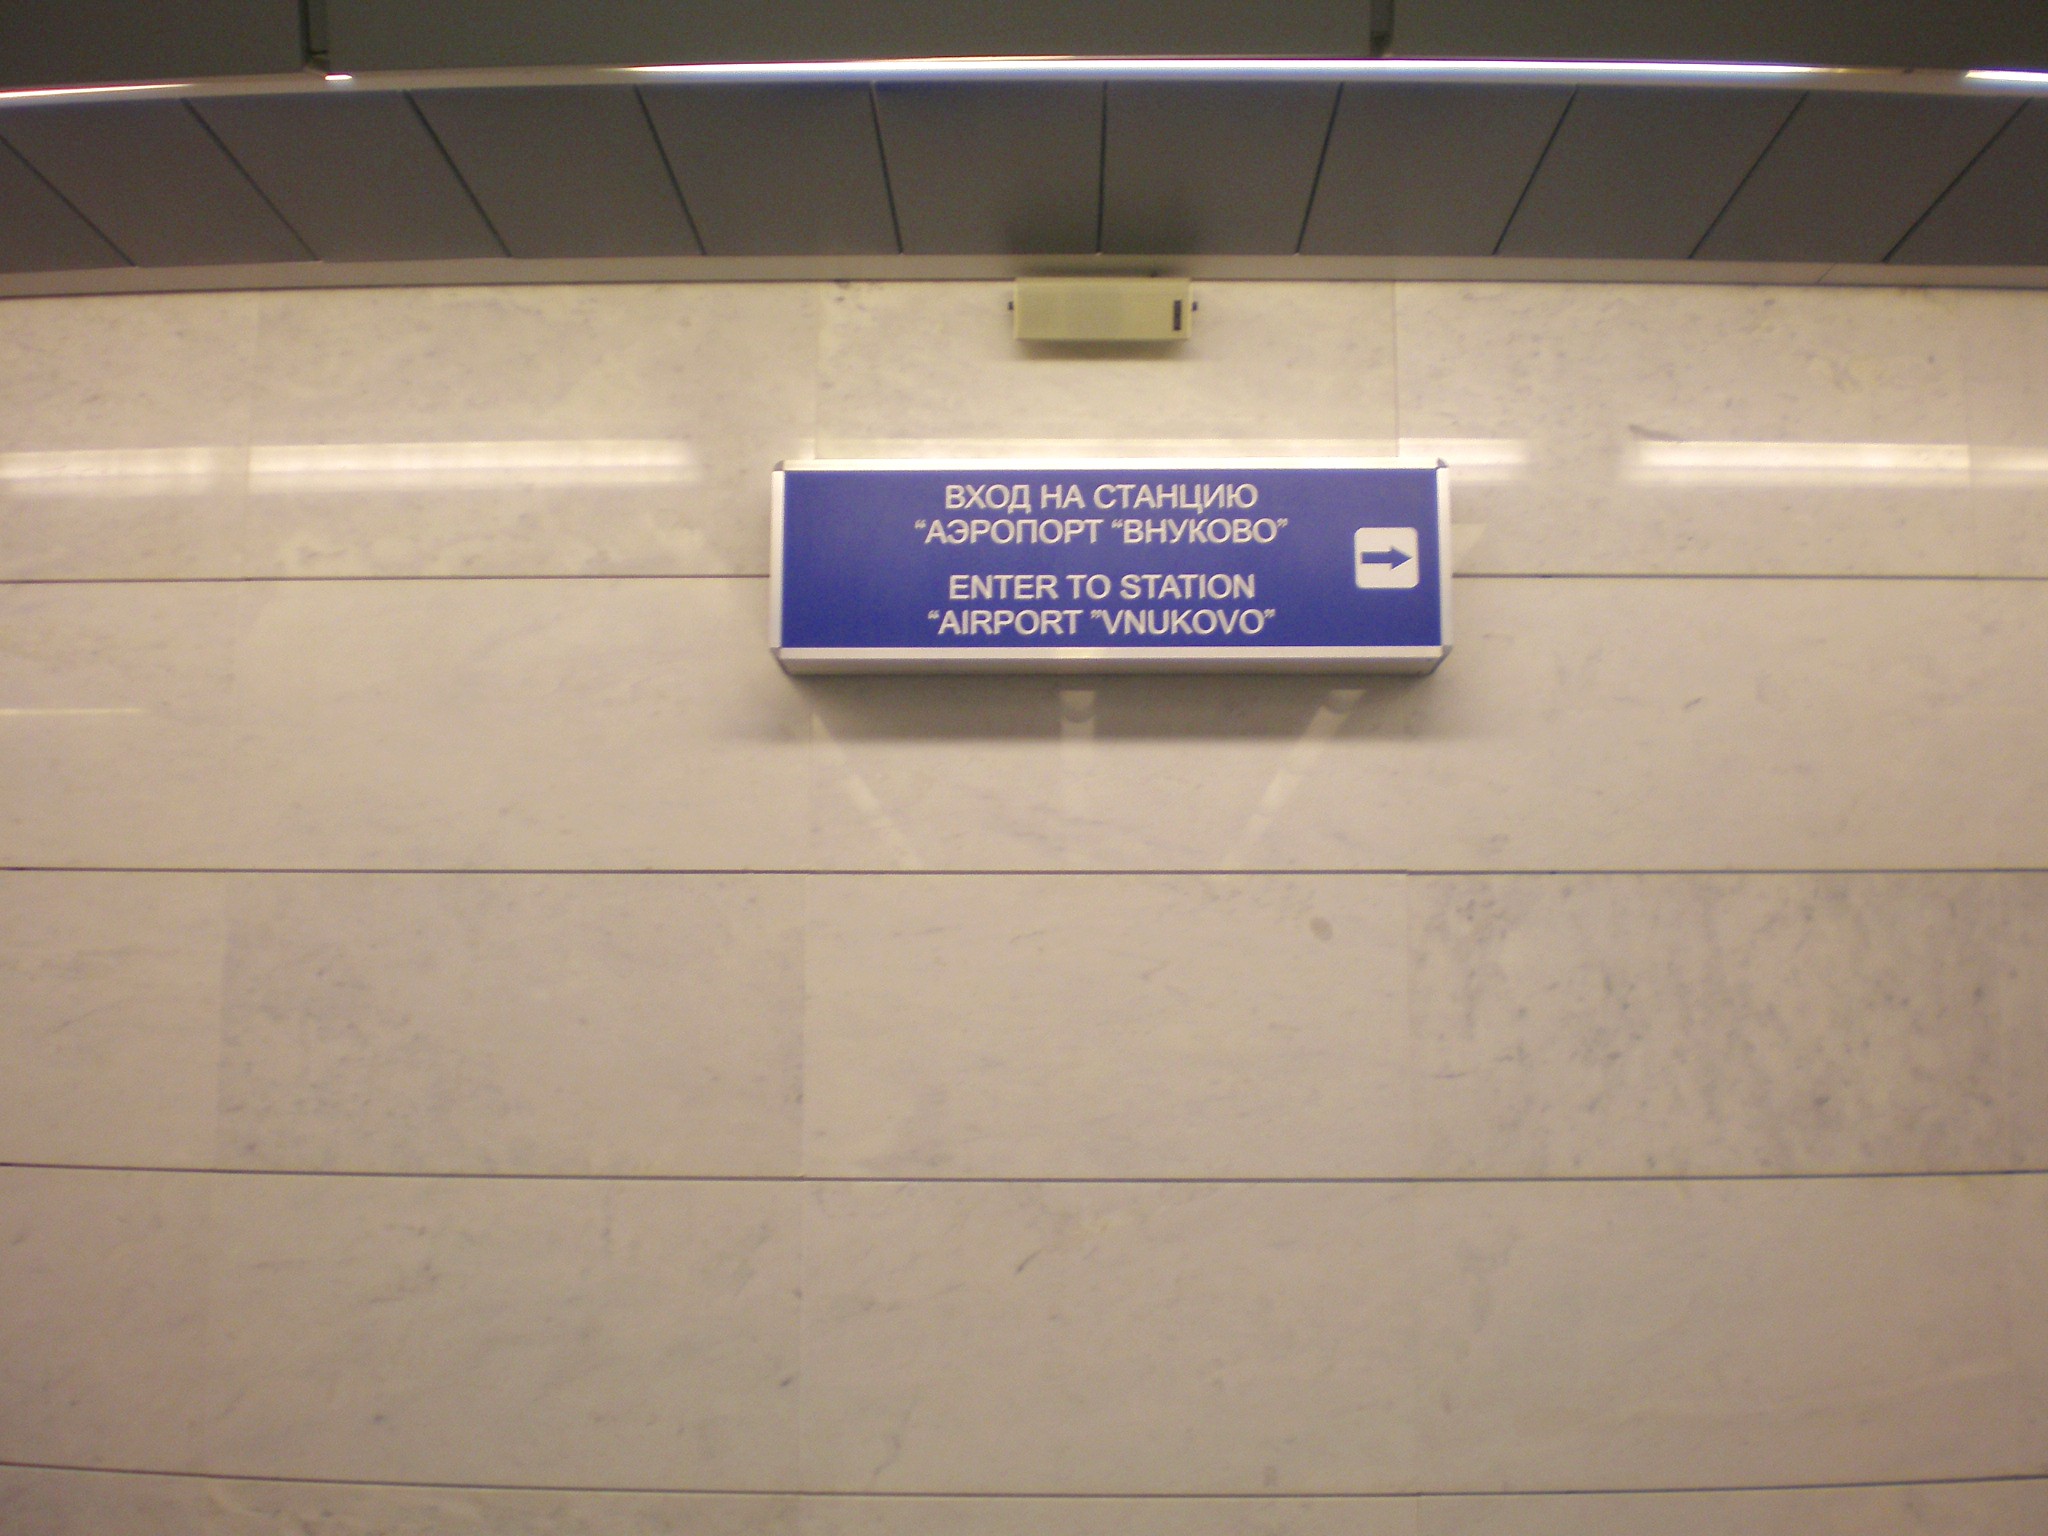 ВХОД НА СТАНЦИЮ
“АЭРОПОРТ “ВНУКОВО”
ENTER TO STATION
“AIRPORT ”VNUKOVO”